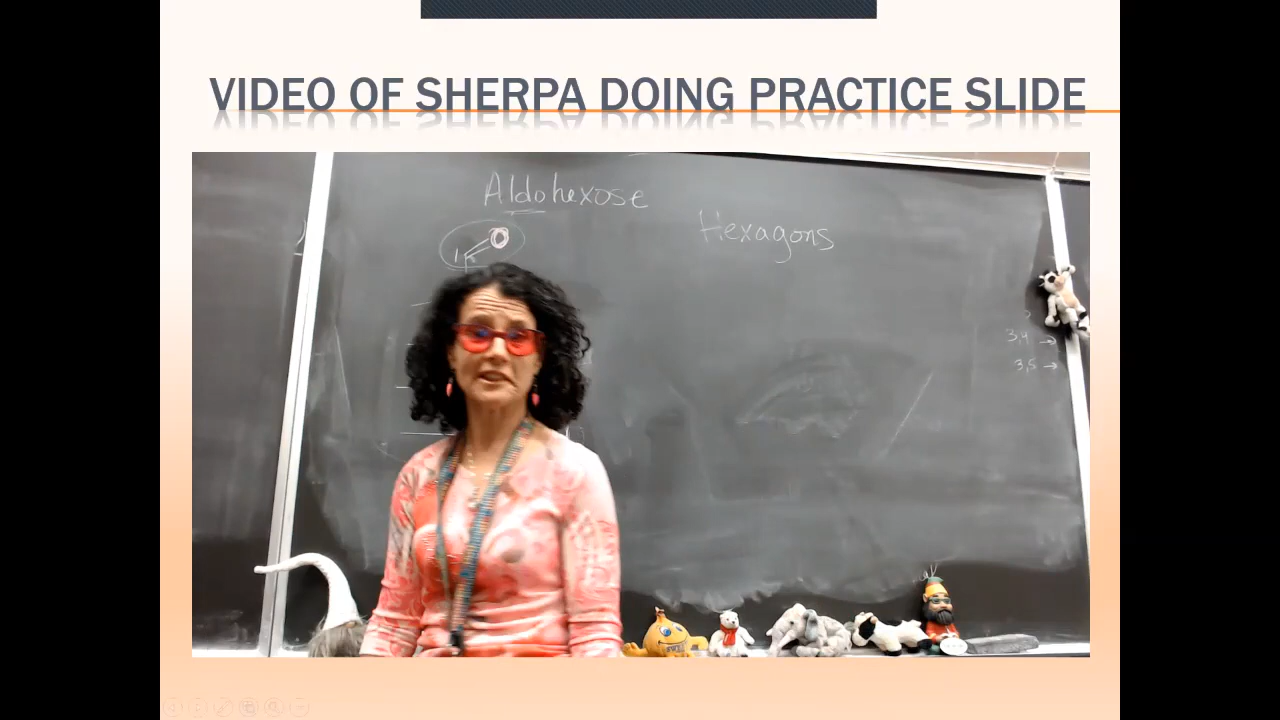 VIDEO OF SHERPA DOING PRACTICE SLIDE
Aldohexose
Hexagons
3,4 →
3,5 →